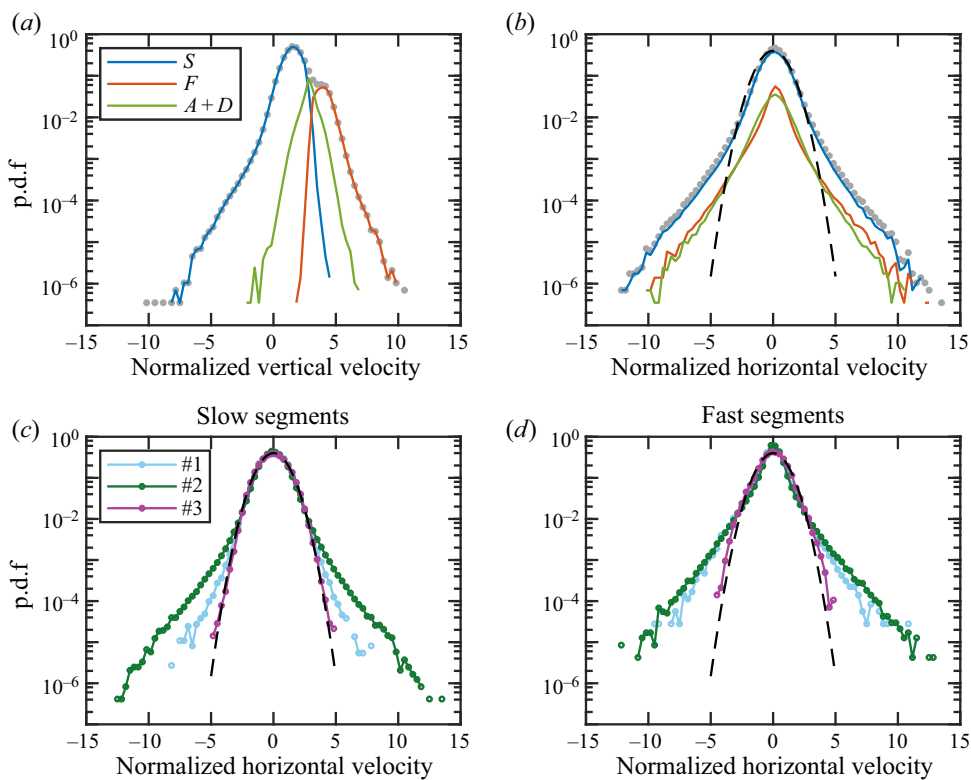 (a)
10^0
10^-2
10^-4
10^-6
p.d.f
S
F
A + D
−15 −10 −5 0 5 10 15
Normalized vertical velocity
(b)
10^0
10^-2
10^-4
10^-6
−15 −10 −5 0 5 10 15
Normalized horizontal velocity
(c)
Slow segments
10^0
10^-2
10^-4
10^-6
p.d.f
#1
#2
#3
−15 −10 −5 0 5 10 15
Normalized horizontal velocity
(d)
Fast segments
10^0
10^-2
10^-4
10^-6
−15 −10 −5 0 5 10 15
Normalized horizontal velocity